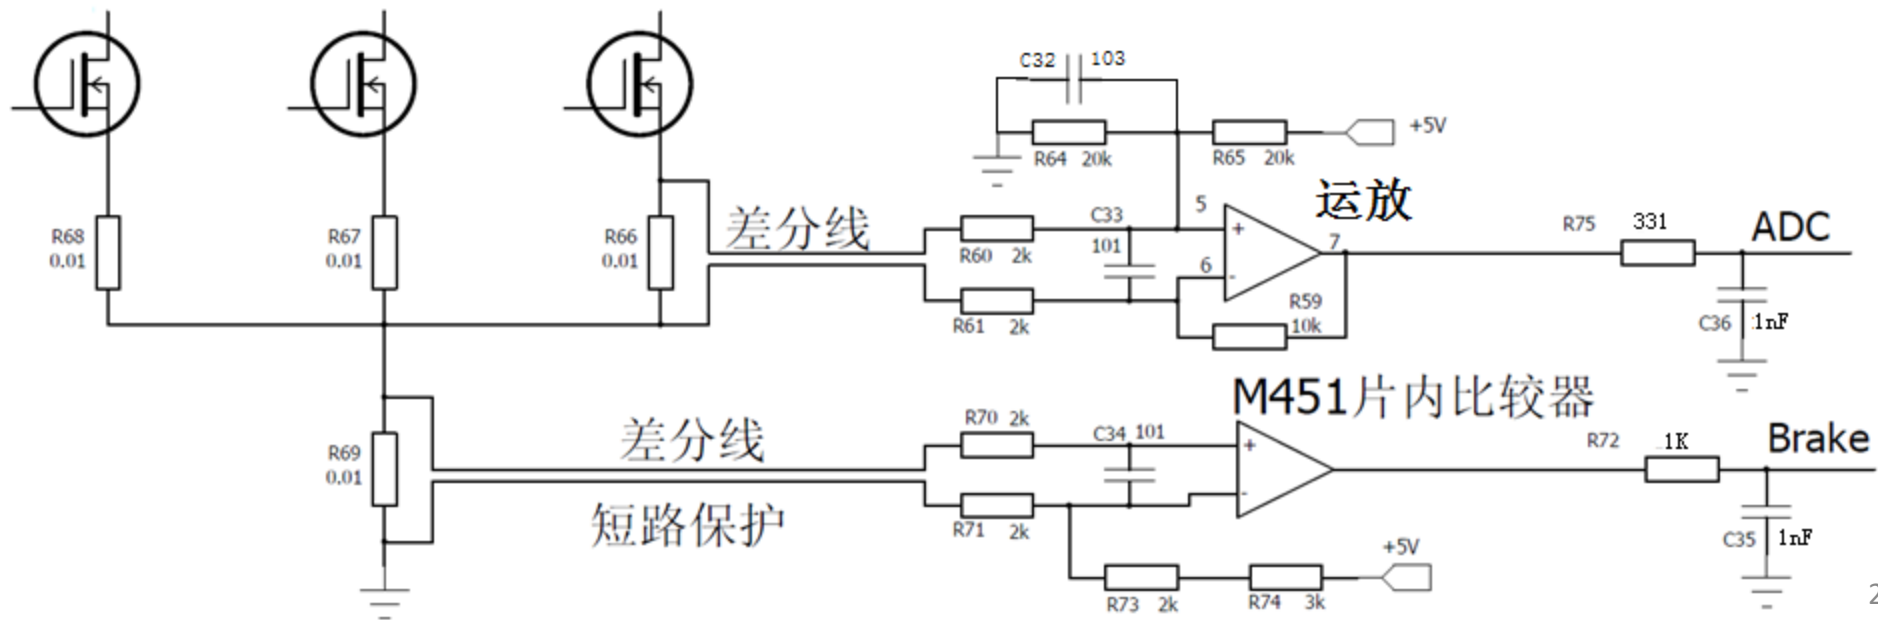 C32 103
R64 20k
R65 20k
+5V
运放
R68
0.01
R67
0.01
R66
0.01
差分线
R60 2k
C33
101
5
+
7
6
-
R61 2k
R59
10k
R75
331
ADC
C36
1nF
M451片内比较器
R69
0.01
差分线
短路保护
R70 2k
C34 101
+
-
R71 2k
R73 2k
R74 3k
+5V
R72
1K
Brake
C35
1nF
2